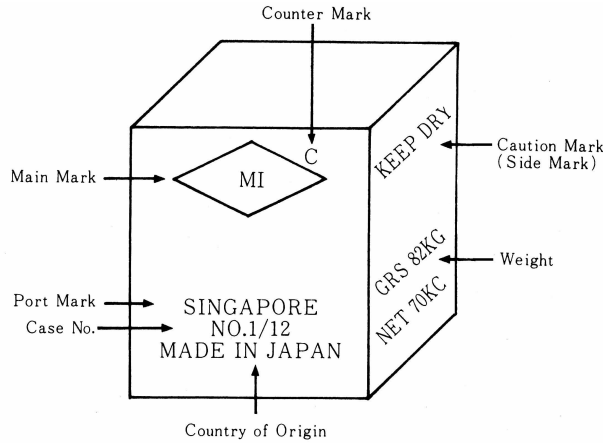 Counter Mark
C
KEEP DRY
Caution Mark
(Side Mark)
Main Mark
MI
GRS 82KG
Weight
NET 70KC
Port Mark
SINGAPORE
Case No.
NO.1/12
MADE IN JAPAN
Country of Origin